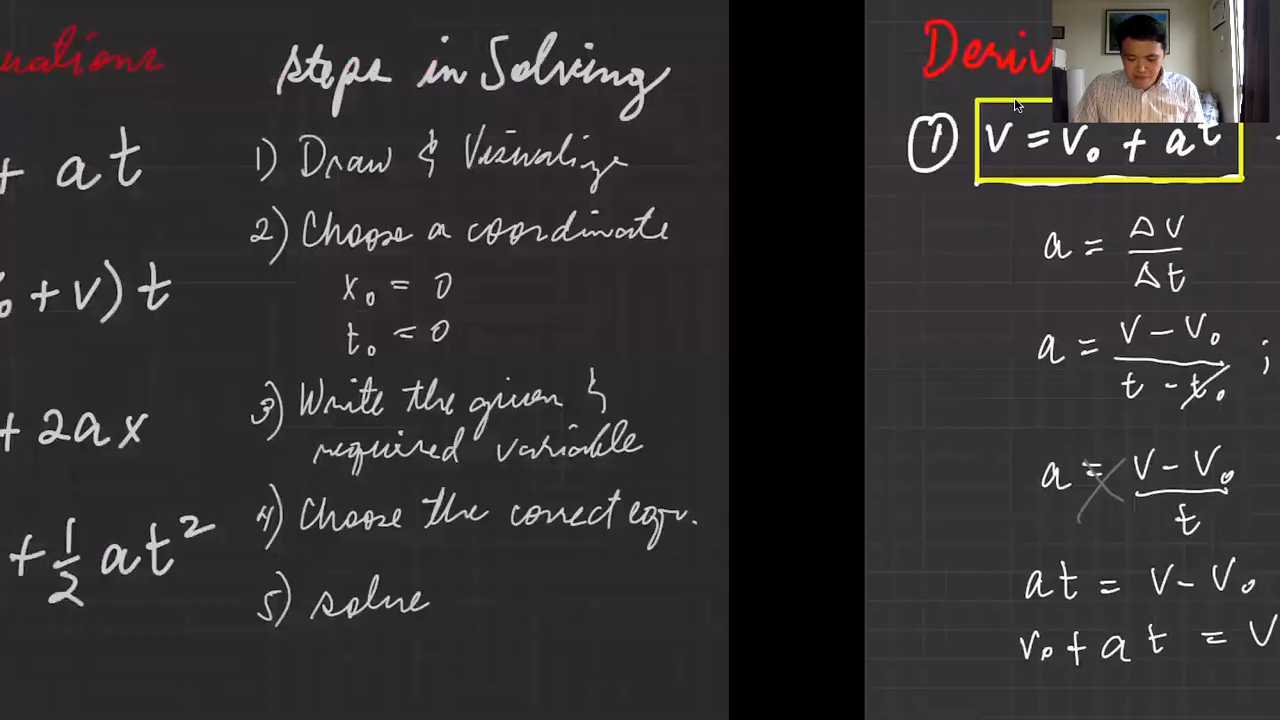 uations
+ at
o + v) t
+ 2ax
+ 1/2 at²
steps in Solving
1) Draw & Visualize
2) Choose a coordinate
x₀ = 0
t₀ = 0
3) Write the given &
required variable
4) Choose the correct eqn.
5) solve
Deriv
① v = v₀ + at
a = Δv/Δt
a = (v - v₀)/(t - t₀) ;
a = (v - v₀)/t
at = v - v₀
v₀ + at = v